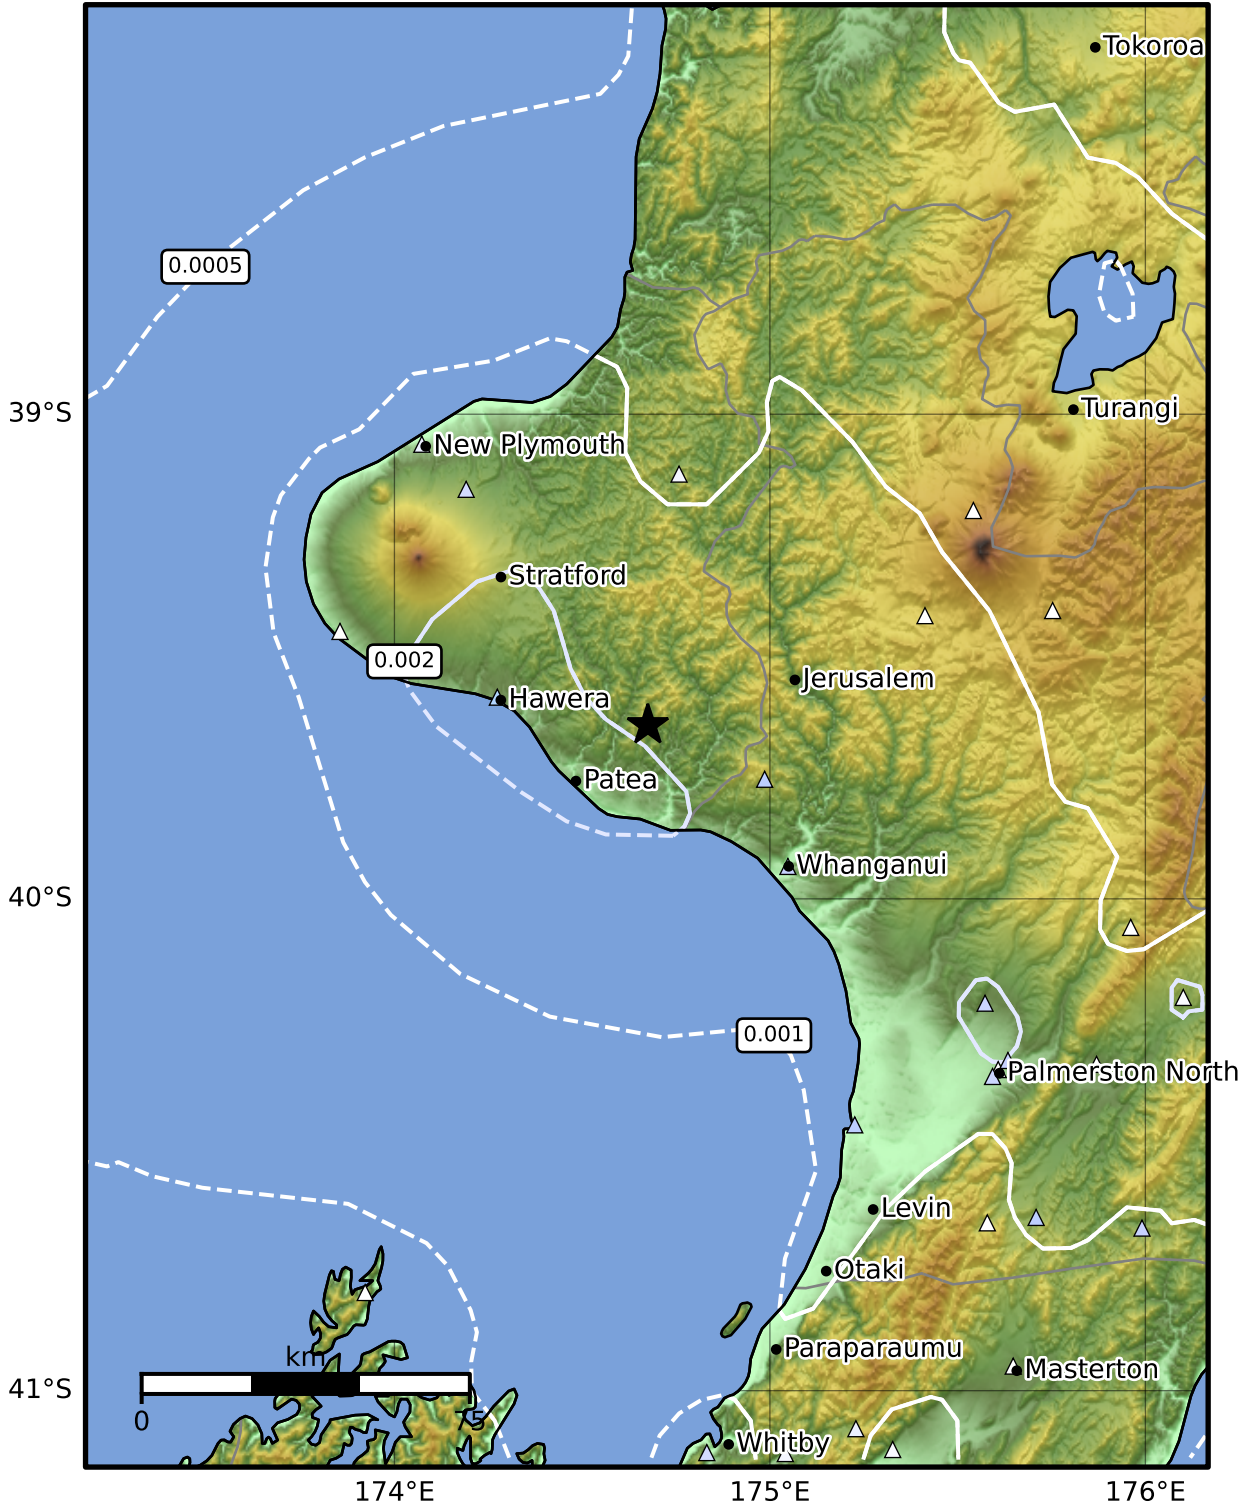 Tokoroa
0.0005
39°S
Turangi
New Plymouth
Stratford
0.002
Jerusalem
Hawera
Patea
Whanganui
40°S
0.001
Palmerston North
Levin
Otaki
Paraparaumu
km
Masterton
41°S
0
75
Whitby
174°E
175°E
176°E